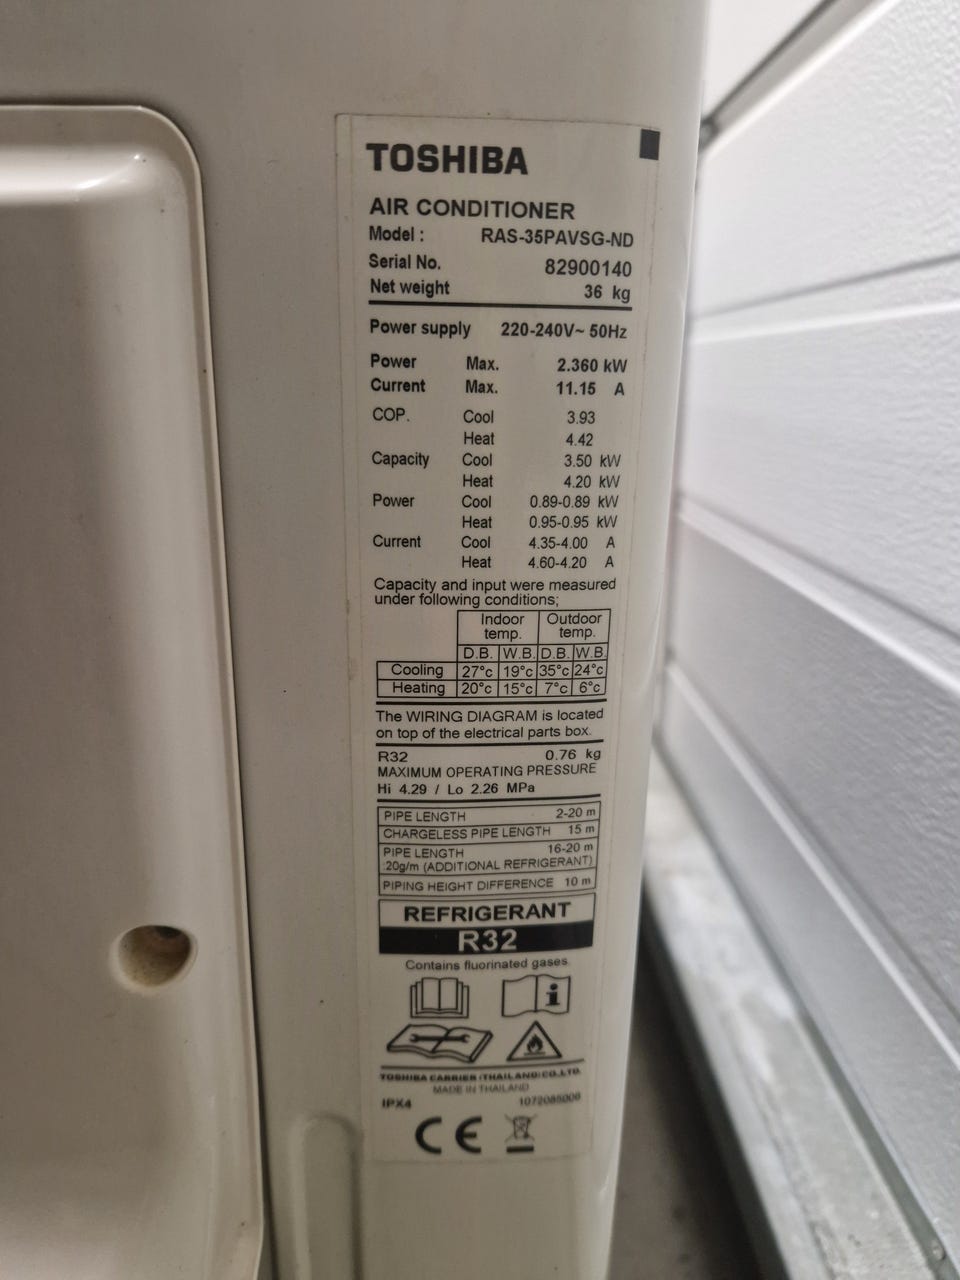 TOSHIBA
AIR CONDITIONER
Model : RAS-35PAVSG-ND
Serial No. 82900140
Net weight 36 kg
Power supply 220-240V~ 50Hz
Power Max. 2.360 kW
Current Max. 11.15 A
COP. Cool 3.93
Heat 4.42
Capacity Cool 3.50 kW
Heat 4.20 kW
Power Cool 0.89-0.89 kW
Heat 0.95-0.95 kW
Current Cool 4.35-4.00 A
Heat 4.60-4.20 A
Capacity and input were measured
under following conditions;
Indoor temp. Outdoor temp.
D.B. W.B. D.B. W.B.
Cooling 27°c 19°c 35°c 24°c
Heating 20°c 15°c 7°c 6°c
The WIRING DIAGRAM is located
on top of the electrical parts box.
R32 0.76 kg
MAXIMUM OPERATING PRESSURE
Hi 4.29 / Lo 2.26 MPa
PIPE LENGTH 2-20 m
CHARGELESS PIPE LENGTH 15 m
PIPE LENGTH 16-20 m
20g/m (ADDITIONAL REFRIGERANT)
PIPING HEIGHT DIFFERENCE 10 m
REFRIGERANT
R32
Contains fluorinated gases.
i
TOSHIBA CARRIER (THAILAND) CO.,LTD.
MADE IN THAILAND
IPX4 1072085008
CE